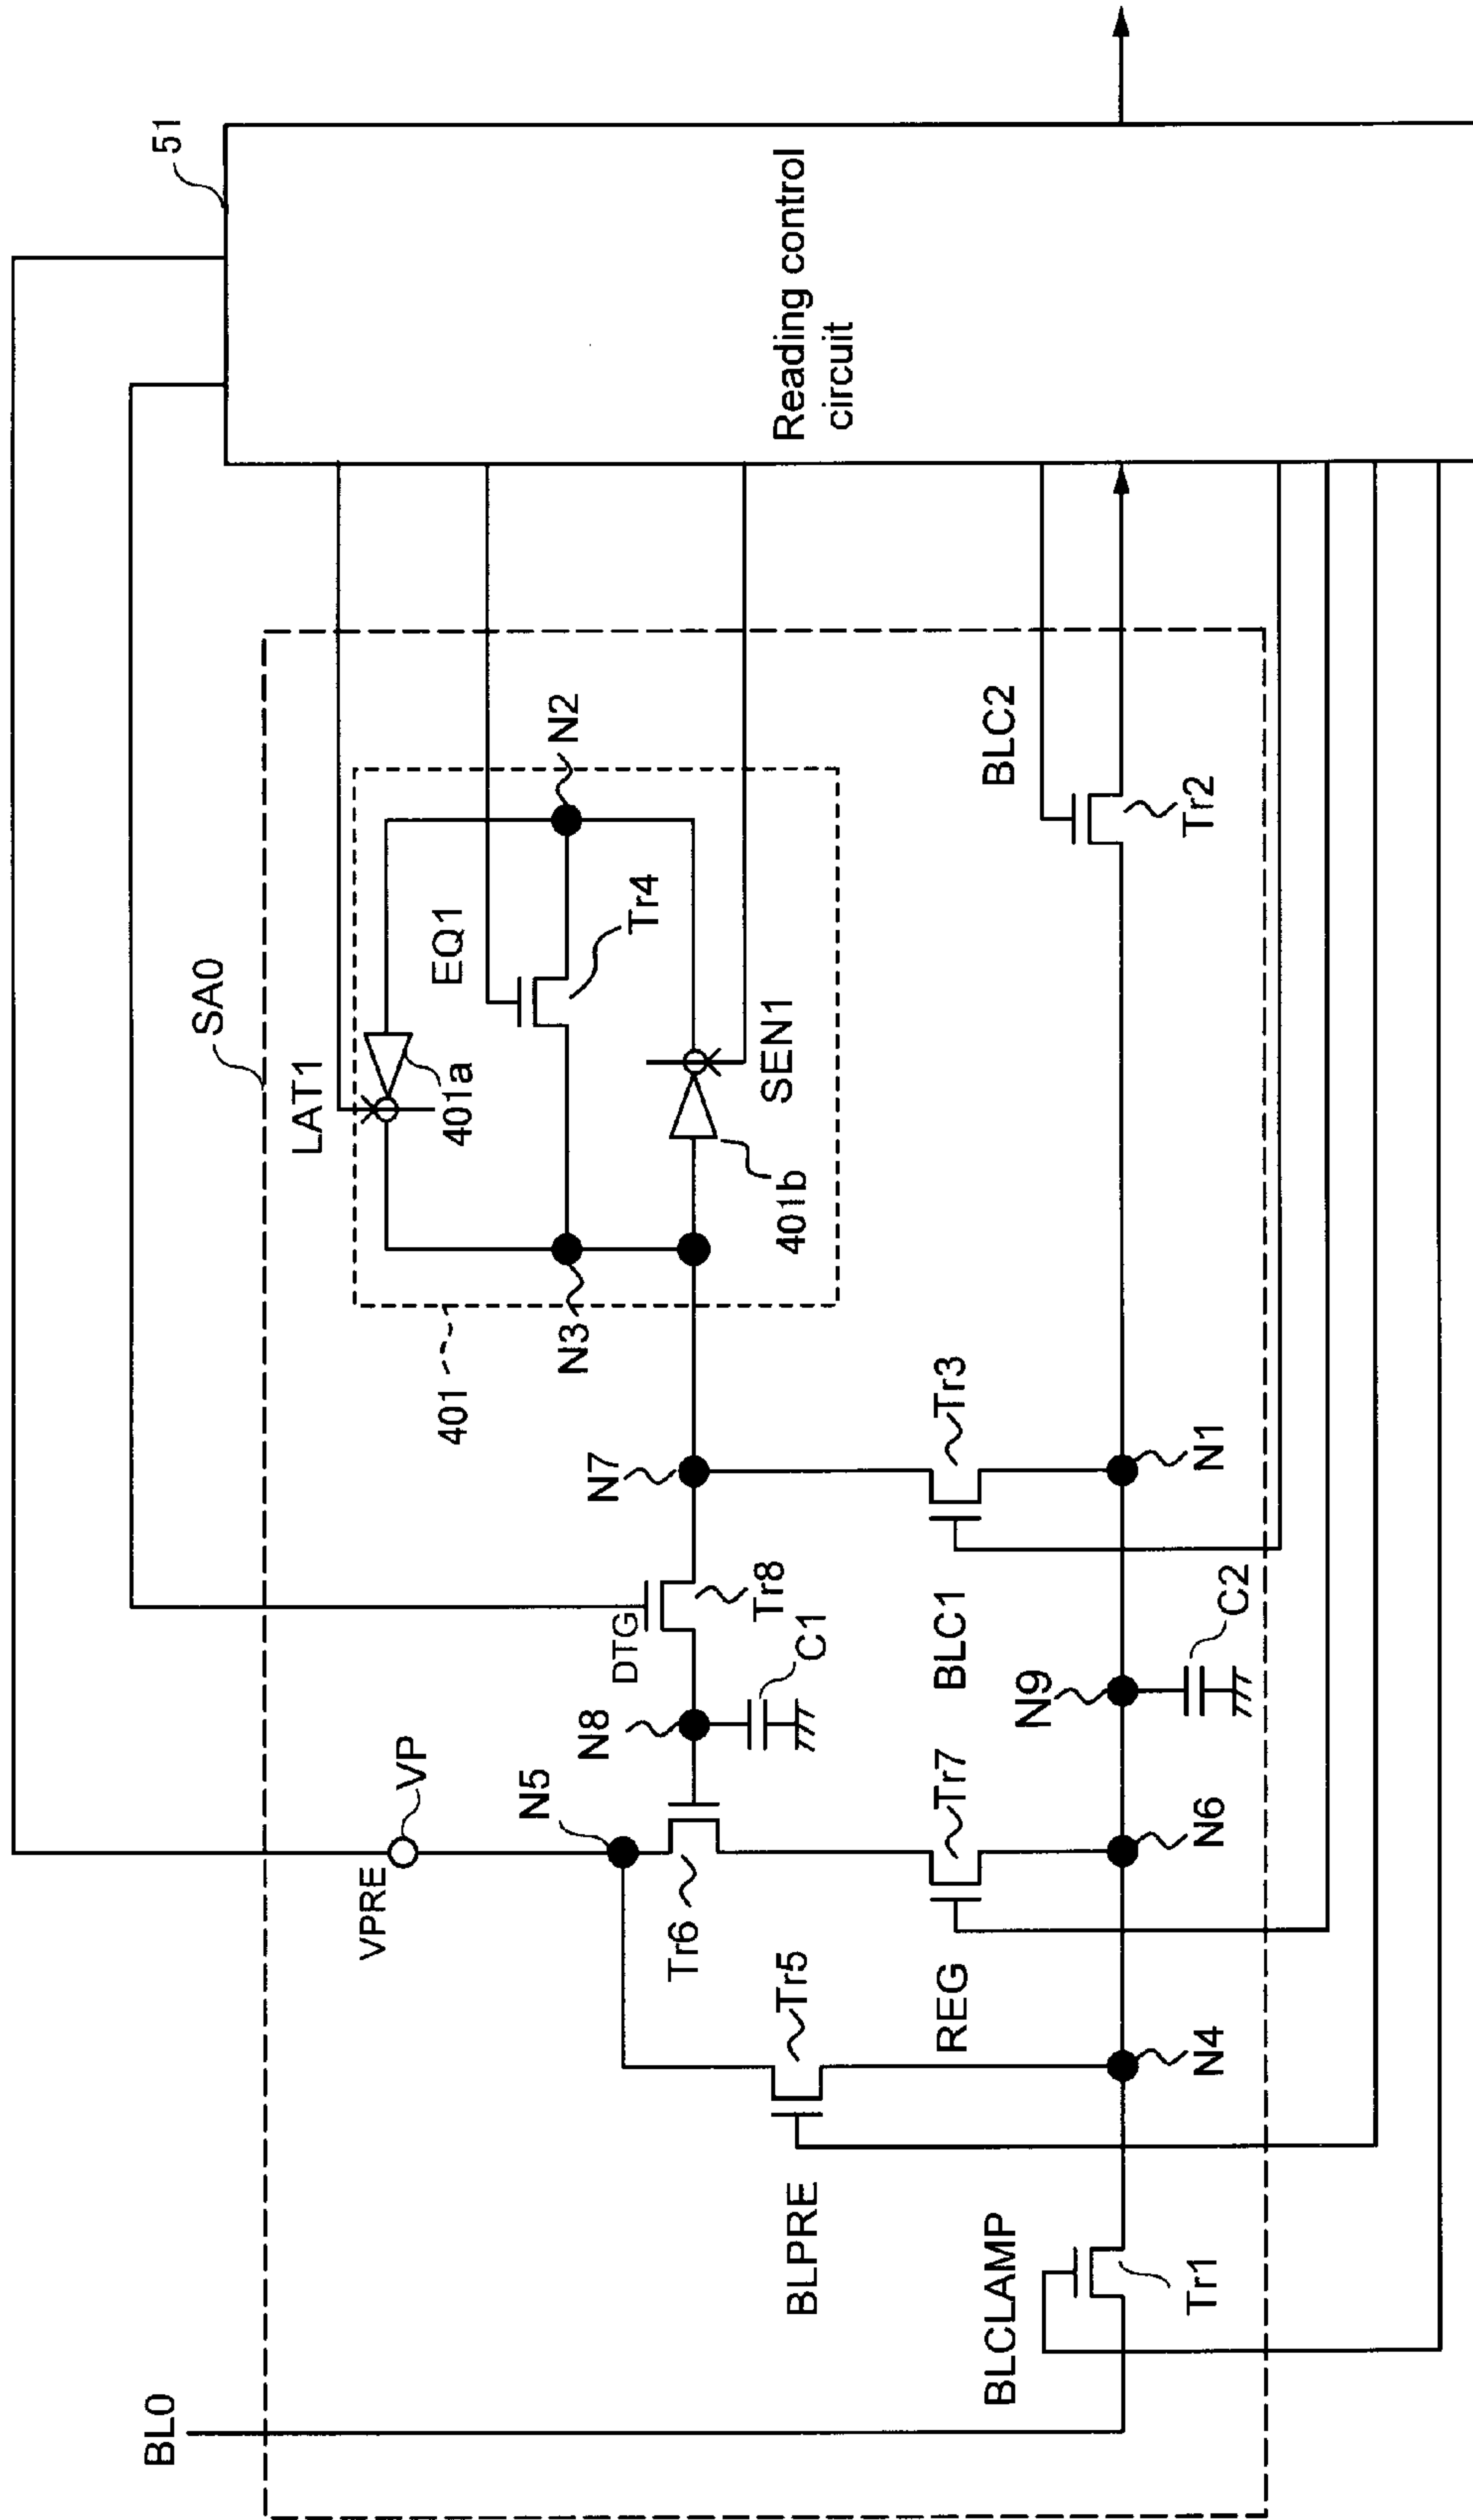 51
Reading control
circuit
SA0
LAT1
401a
EQ1
Tr4
N2
SEN1
401b
401
N3
BLC2
Tr2
N7
Tr3
N1
DTG
Tr8
C1
BLC1
C2
N8
N9
VP
VPRE
N5
Tr6
Tr7
N6
Tr5
REG
N4
BLPRE
BLCLAMP
Tr1
BL0